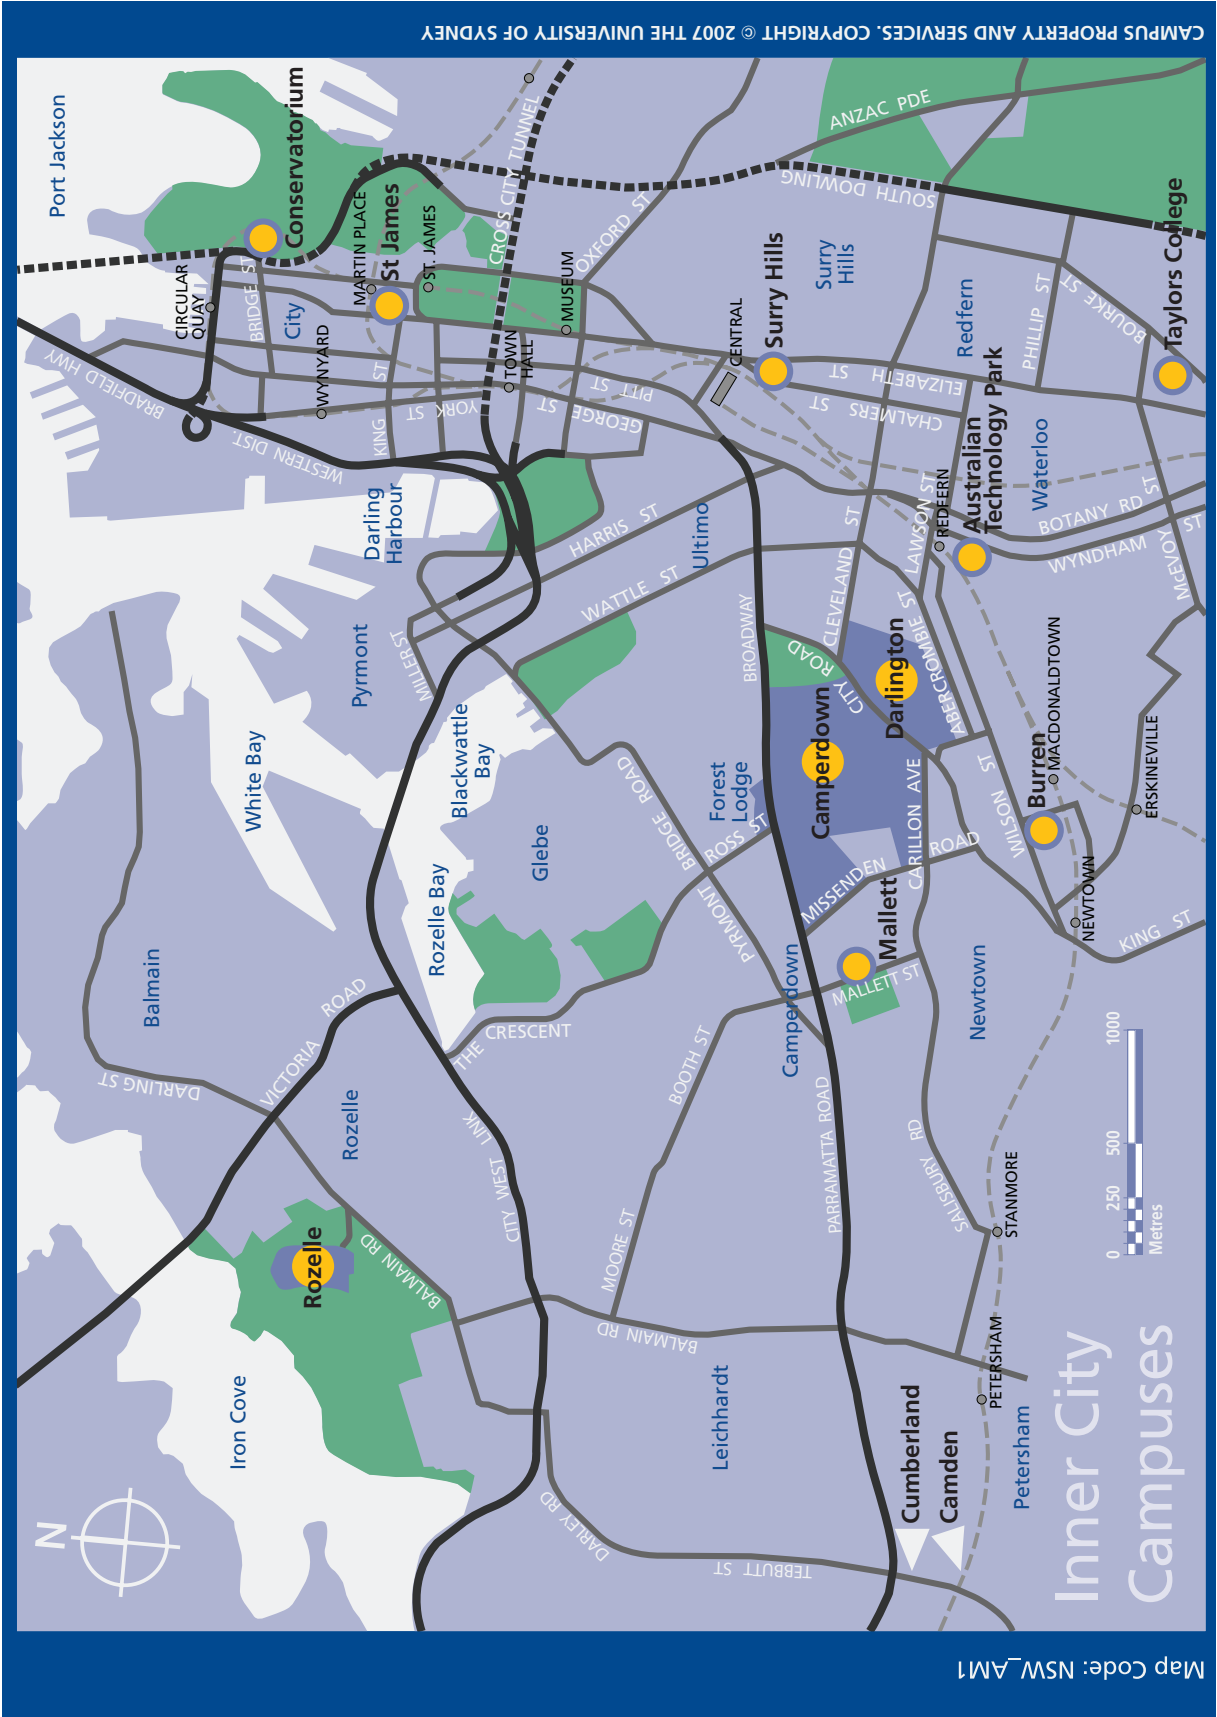 CAMPUS PROPERTY AND SERVICES. COPYRIGHT © 2007 THE UNIVERSITY OF SYDNEY
Map Code: NSW_AM1
Inner City
Campuses
N
Port Jackson
Conservatorium
CIRCULAR
QUAY
BRIDGE ST
City
MARTIN PLACE
St James
ST. JAMES
WYNYARD
BRADFIELD HWY
WESTERN DIST.
KING ST
YORK ST
TOWN
HALL
MUSEUM
CROSS CITY TUNNEL
OXFORD ST
PITT ST
GEORGE ST
CENTRAL
Surry Hills
Surry
Hills
SOUTH DOWLING
ANZAC PDE
ELIZABETH ST
CHALMERS ST
Redfern
PHILLIP ST
BOURKE ST
Taylors College
Australian
Technology Park
Waterloo
REDFERN
LAWSON ST
BOTANY RD
WYNDHAM ST
McEVOY ST
Darling
Harbour
HARRIS ST
WATTLE ST
Ultimo
CLEVELAND ST
Pyrmont
MILLER ST
BROADWAY
CITY ROAD
Darlington
ABERCROMBIE ST
MACDONALDTOWN
Burren
ERSKINEVILLE
WILSON ST
White Bay
Blackwattle
Bay
Forest
Lodge
Camperdown
Glebe
BRIDGE ROAD
PYRMONT
ROSS ST
MISSENDEN ROAD
CARILLON AVE
NEWTOWN
KING ST
Rozelle Bay
Balmain
Mallett
MALLETT ST
Camperdown
Newtown
THE CRESCENT
VICTORIA ROAD
DARLING ST
Rozelle
CITY WEST LINK
BOOTH ST
PARRAMATTA ROAD
SALISBURY RD
STANMORE
Rozelle
BALMAIN RD
MOORE ST
BALMAIN RD
PETERSHAM
Petersham
Iron Cove
Leichhardt
DARLEY RD
TEBBUTT ST
Cumberland
Camden
0 250 500 1000
Metres